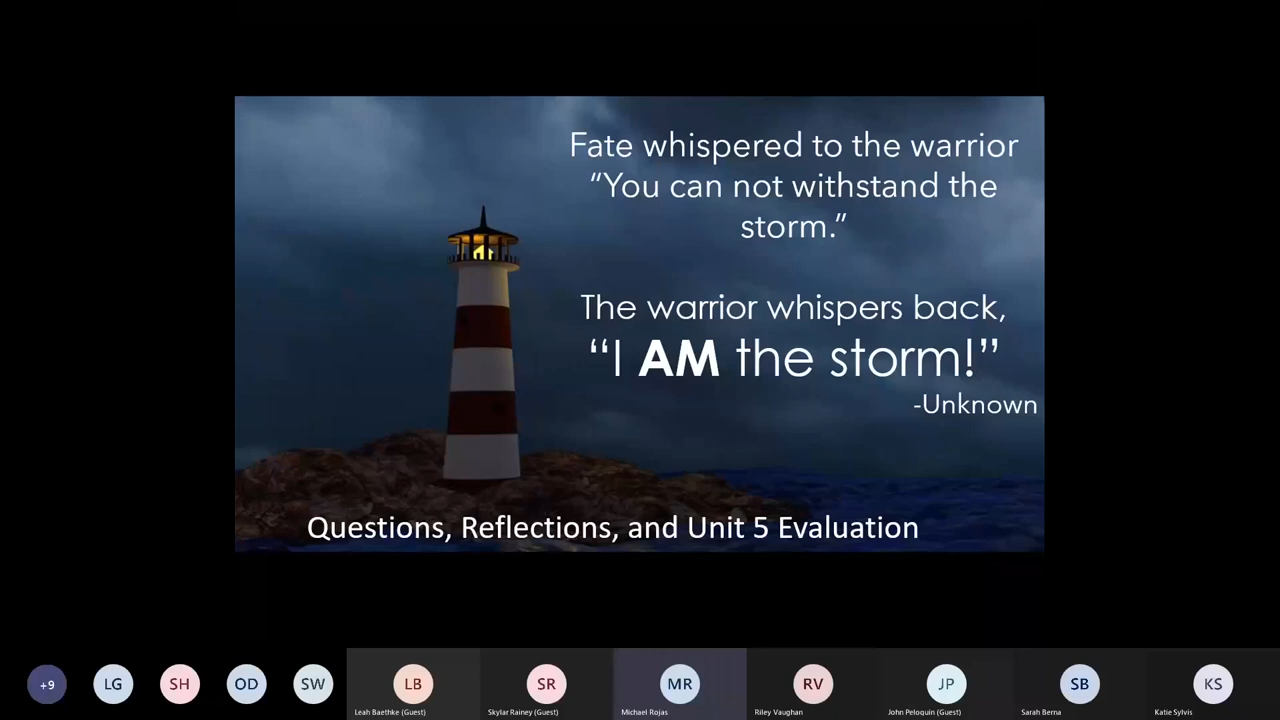 Fate whispered to the warrior
“You can not withstand the
storm.”
The warrior whispers back,
“I AM the storm!”
-Unknown
Questions, Reflections, and Unit 5 Evaluation
+9
LG
SH
OD
SW
LB
SR
MR
RV
JP
SB
KS
Leah Baethke (Guest)
Skylar Rainey (Guest)
Michael Rojas
Riley Vaughan
John Peloquin (Guest)
Sarah Berna
Katie Sylvis